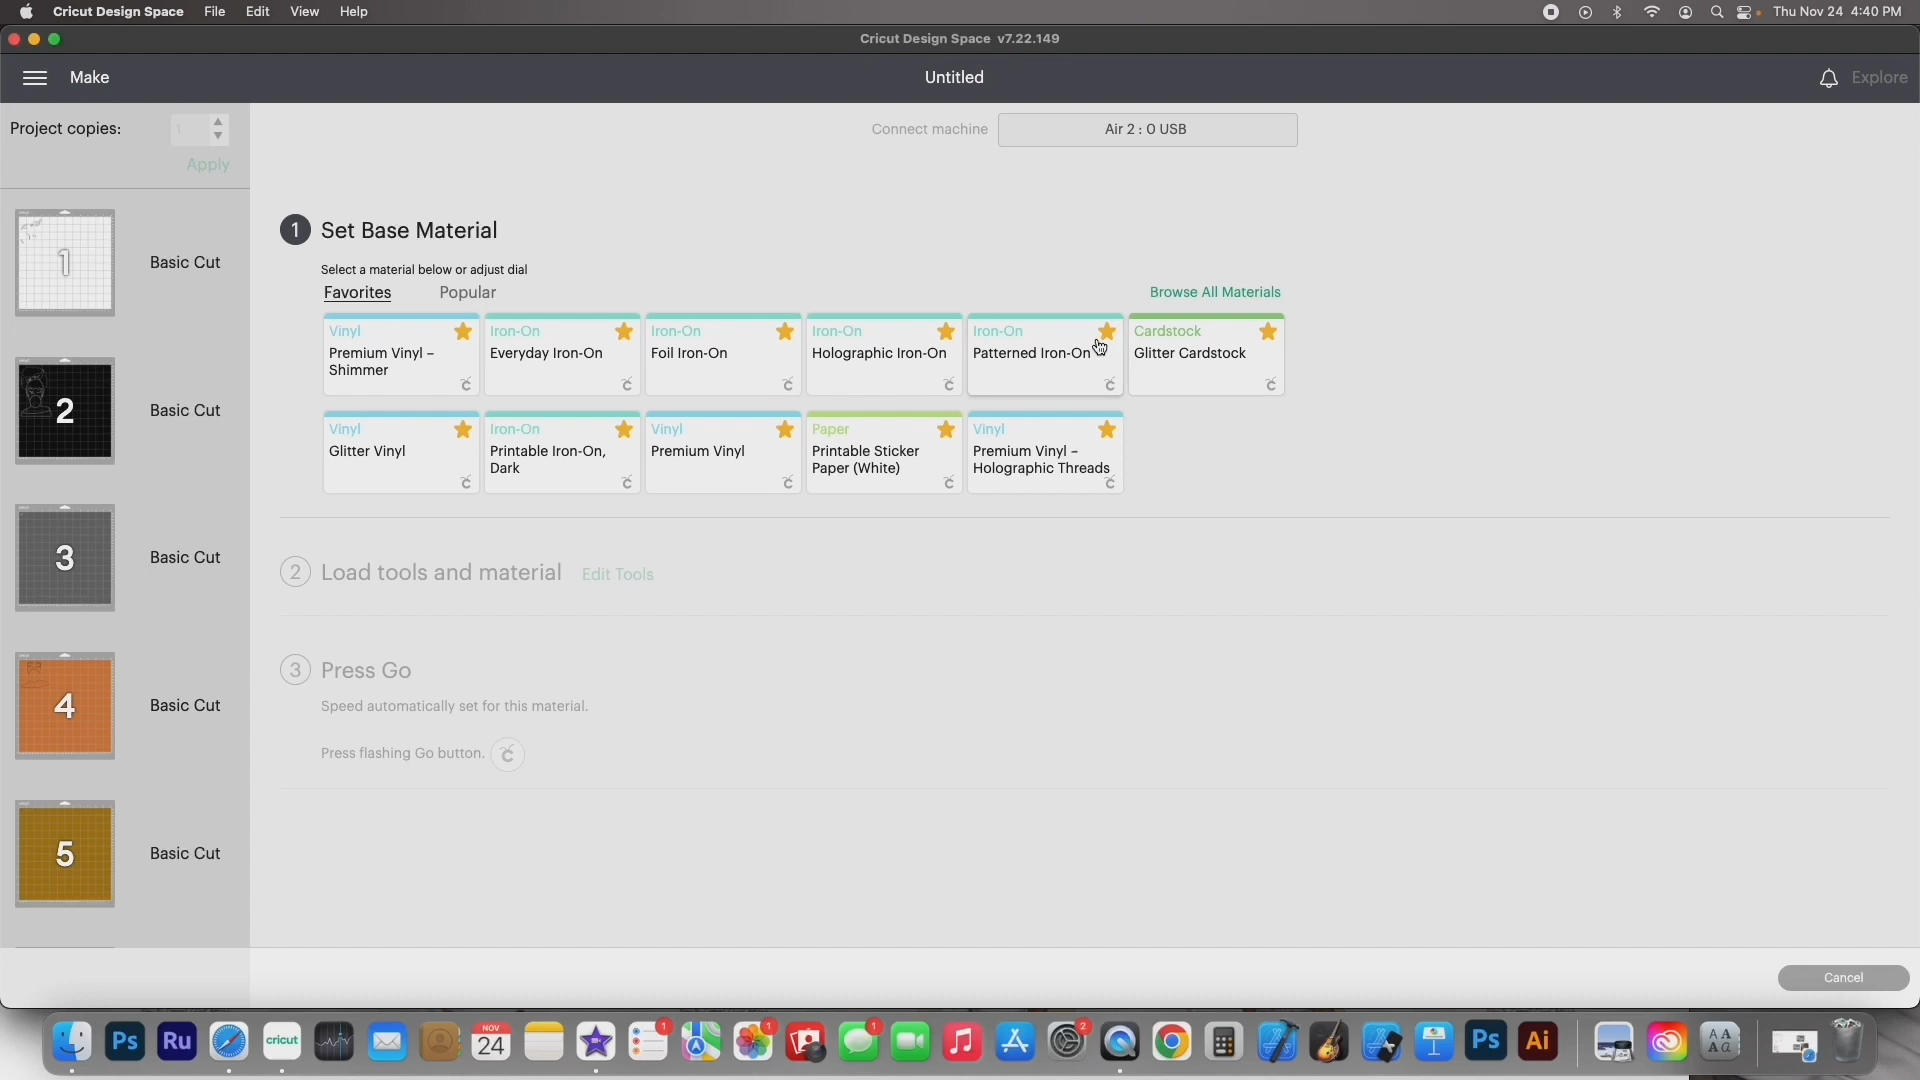 Cricut Design Space File Edit View Help
Thu Nov 24 4:40 PM
Cricut Design Space v7.22.149
Make
Untitled
Explore
Project copies:
1
Apply
Connect machine
Air 2 : 0 USB
1
Basic Cut
2
Basic Cut
3
Basic Cut
4
Basic Cut
5
Basic Cut
1 Set Base Material
Select a material below or adjust dial
Favorites Popular
Browse All Materials
Vinyl
Premium Vinyl –
Shimmer
Iron-On
Everyday Iron-On
Iron-On
Foil Iron-On
Iron-On
Holographic Iron-On
Iron-On
Patterned Iron-On
Cardstock
Glitter Cardstock
Vinyl
Glitter Vinyl
Iron-On
Printable Iron-On,
Dark
Vinyl
Premium Vinyl
Paper
Printable Sticker
Paper (White)
Vinyl
Premium Vinyl –
Holographic Threads
2 Load tools and material Edit Tools
3 Press Go
Speed automatically set for this material.
Press flashing Go button.
Cancel
Ps
Ru
cricut
NOV
24
1
1
1
2
Ps
Ai
A A
A a